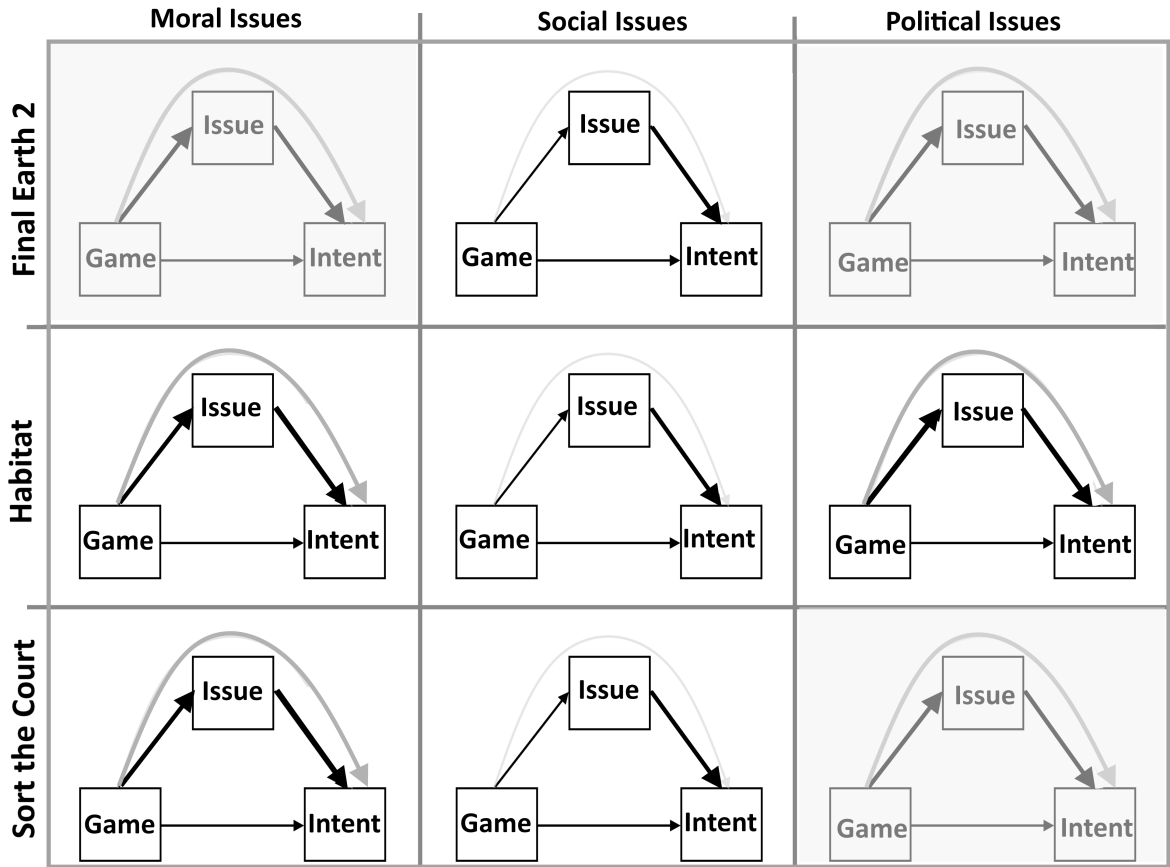 Moral Issues
Social Issues
Political Issues
Final Earth 2
Issue
Game
Intent
Issue
Game
Intent
Issue
Game
Intent
Habitat
Issue
Game
Intent
Issue
Game
Intent
Issue
Game
Intent
Sort the Court
Issue
Game
Intent
Issue
Game
Intent
Issue
Game
Intent